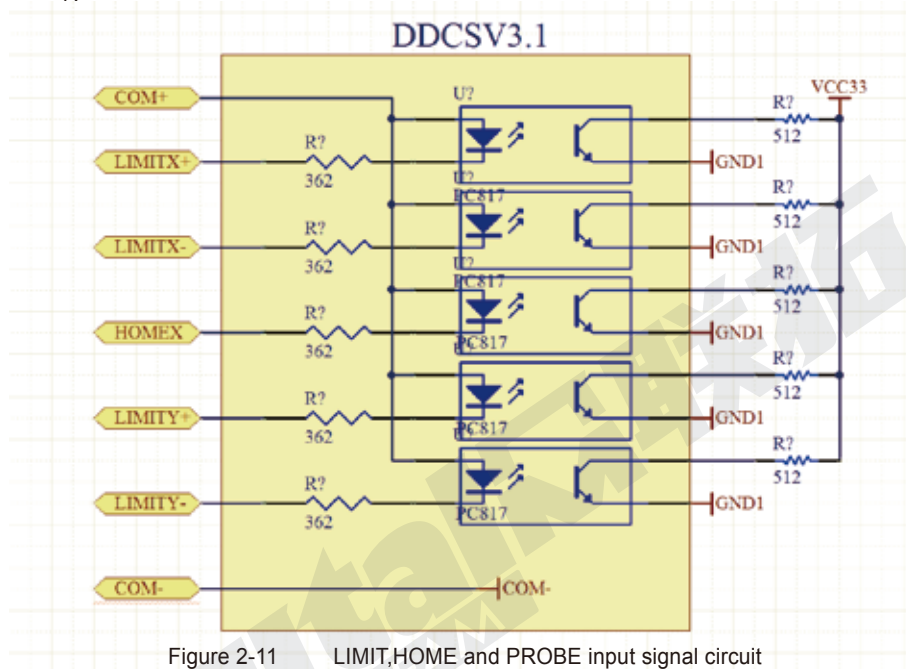 DDCSV3.1
COM+
U?
VCC33
R?
512
LIMITX+
R?
362
GND1
U?
PC817
R?
512
LIMITX-
R?
362
GND1
U?
PC817
R?
512
HOMEX
R?
362
GND1
PC817
R?
512
LIMITY+
R?
362
GND1
PC817
R?
512
LIMITY-
R?
362
GND1
PC817
COM-
COM-
Figure 2-11 LIMIT,HOME and PROBE input signal circuit